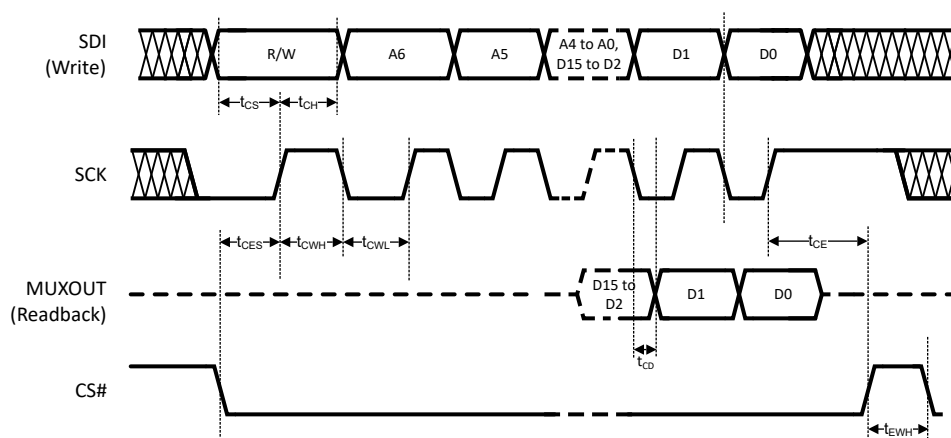 SDI
(Write)
R/W
A6
A5
A4 to A0,
D15 to D2
D1
D0
tCS
tCH
SCK
tCES
tCWH
tCWL
tCE
MUXOUT
(Readback)
D15 to
D2
D1
D0
tCD
CS#
tEWH